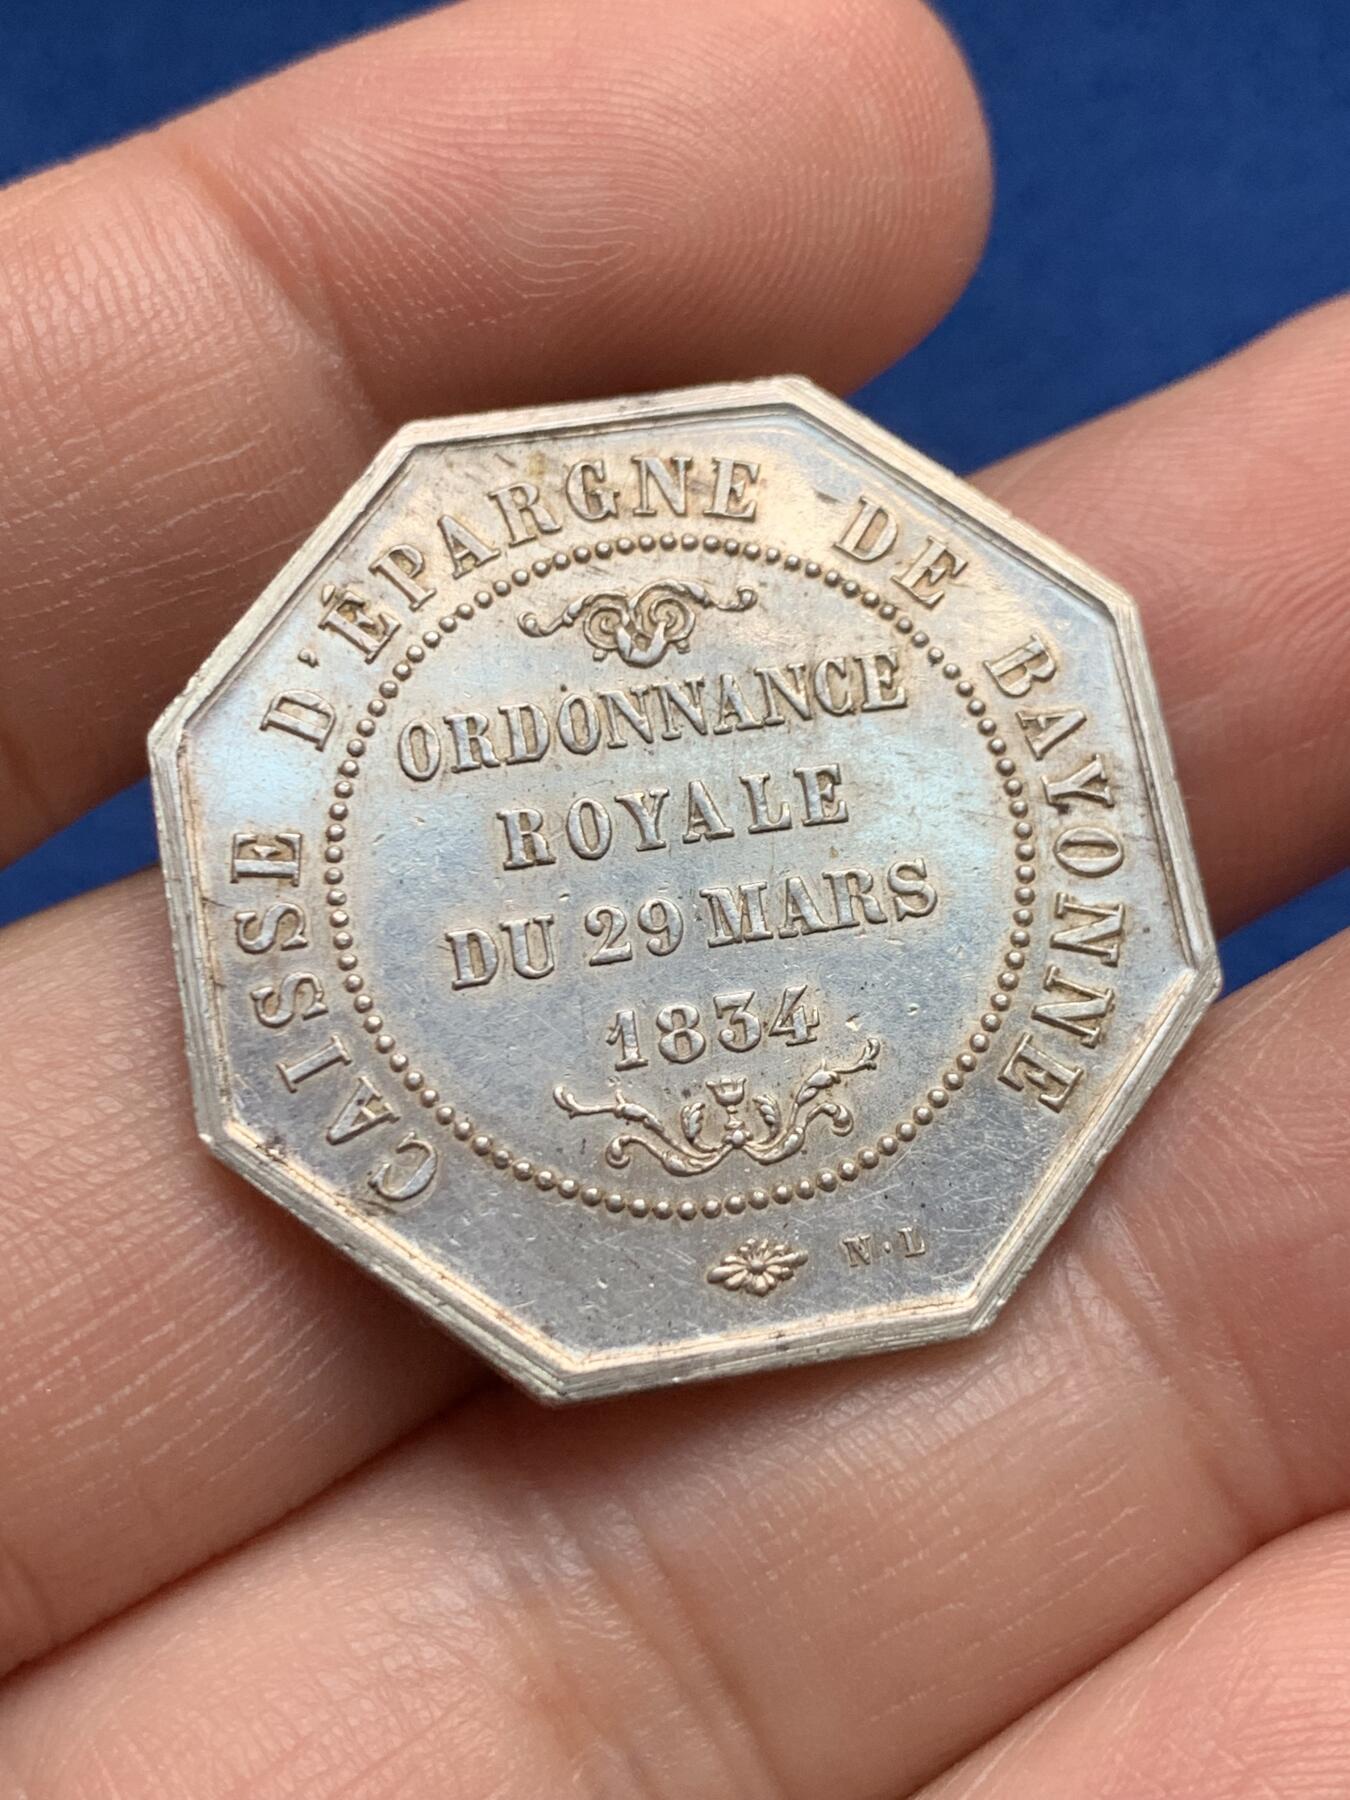 CAISSE D'ÉPARGNE DE BAYONNE
ORDONNANCE
ROYALE
DU 29 MARS
1834
N·L